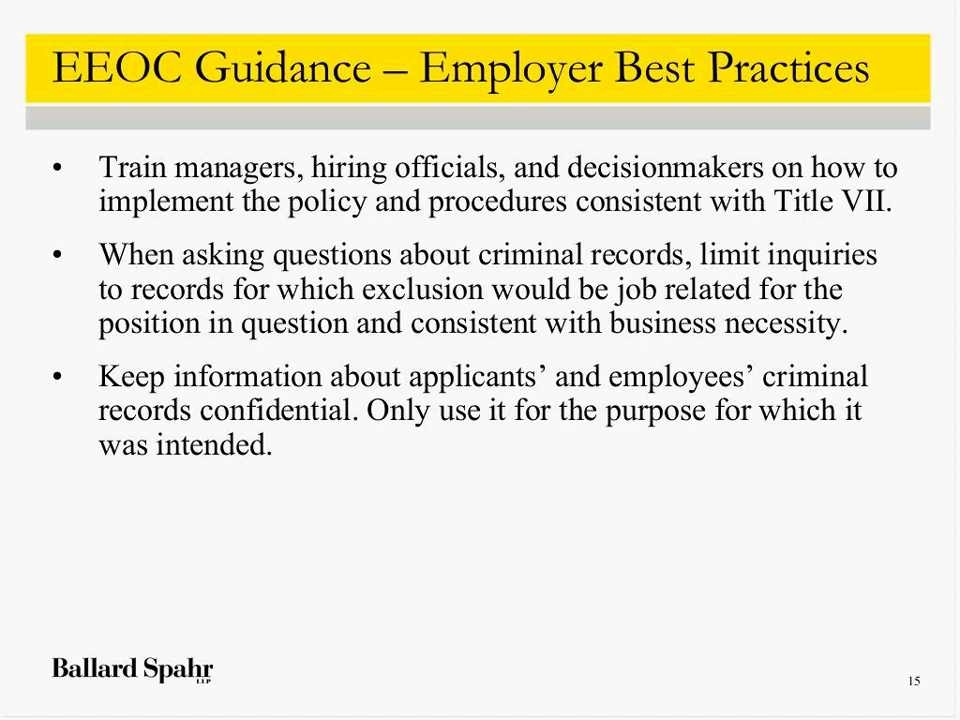 EEOC Guidance – Employer Best Practices
• Train managers, hiring officials, and decisionmakers on how to
implement the policy and procedures consistent with Title VII.
• When asking questions about criminal records, limit inquiries
to records for which exclusion would be job related for the
position in question and consistent with business necessity.
• Keep information about applicants’ and employees’ criminal
records confidential. Only use it for the purpose for which it
was intended.
Ballard Spahr
LLP
15